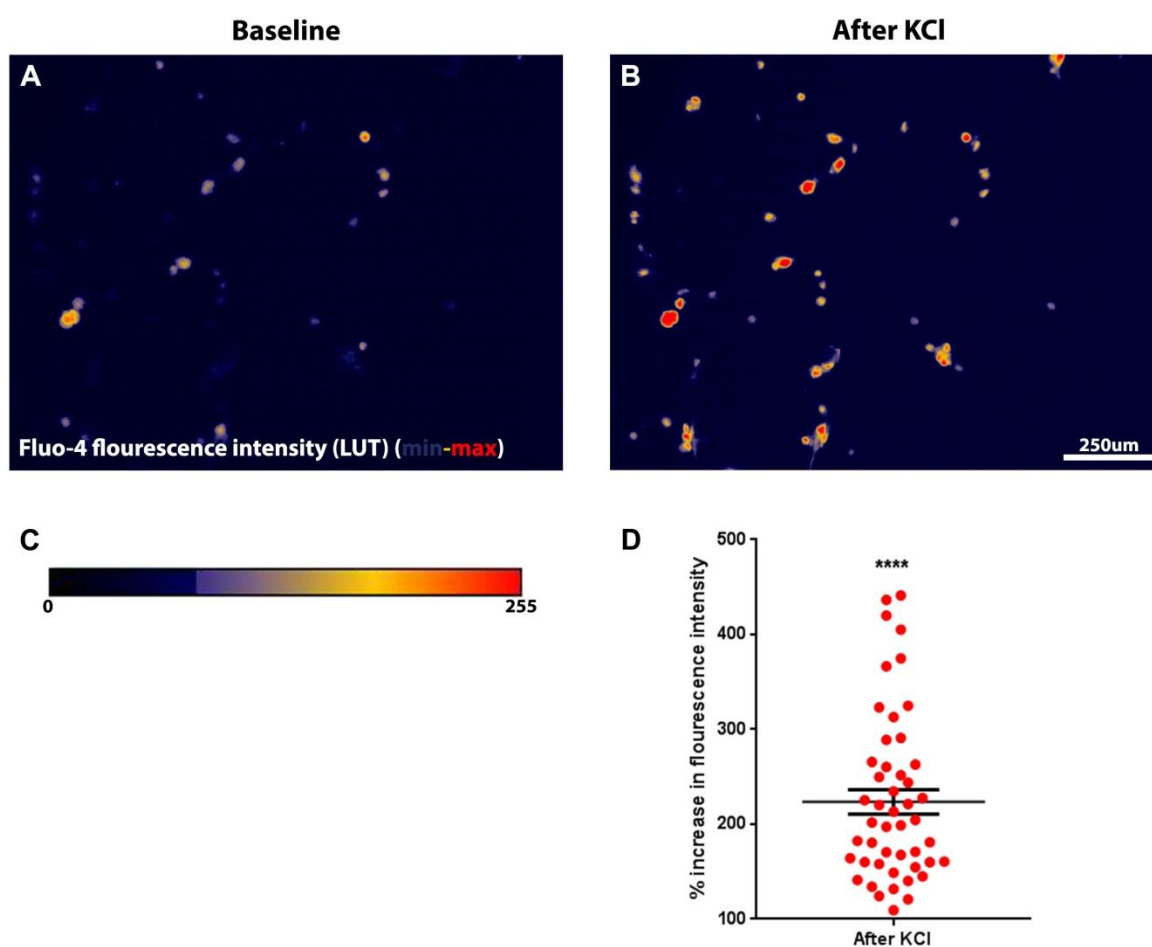 Baseline
After KCl
A
B
Fluo-4 flourescence intensity (LUT) (min-max)
250um
C
0
255
D
% increase in flourescence intensity
500
400
300
200
100
****
After KCl